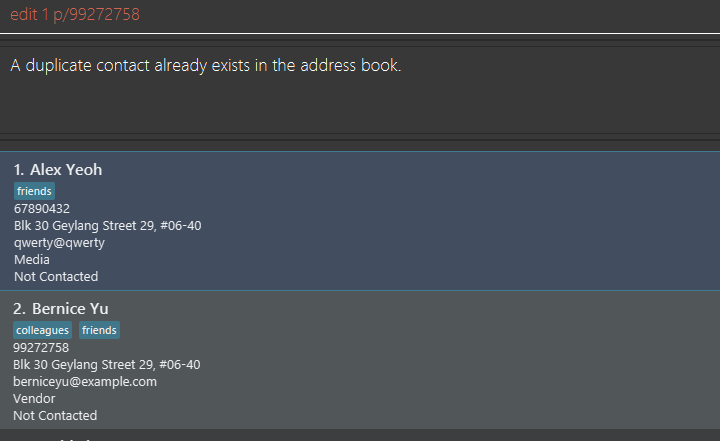 edit 1 p/99272758
A duplicate contact already exists in the address book.
1. Alex Yeoh
friends
67890432
Blk 30 Geylang Street 29, #06-40
qwerty@qwerty
Media
Not Contacted
2. Bernice Yu
colleagues friends
99272758
Blk 30 Geylang Street 29, #06-40
berniceyu@example.com
Vendor
Not Contacted